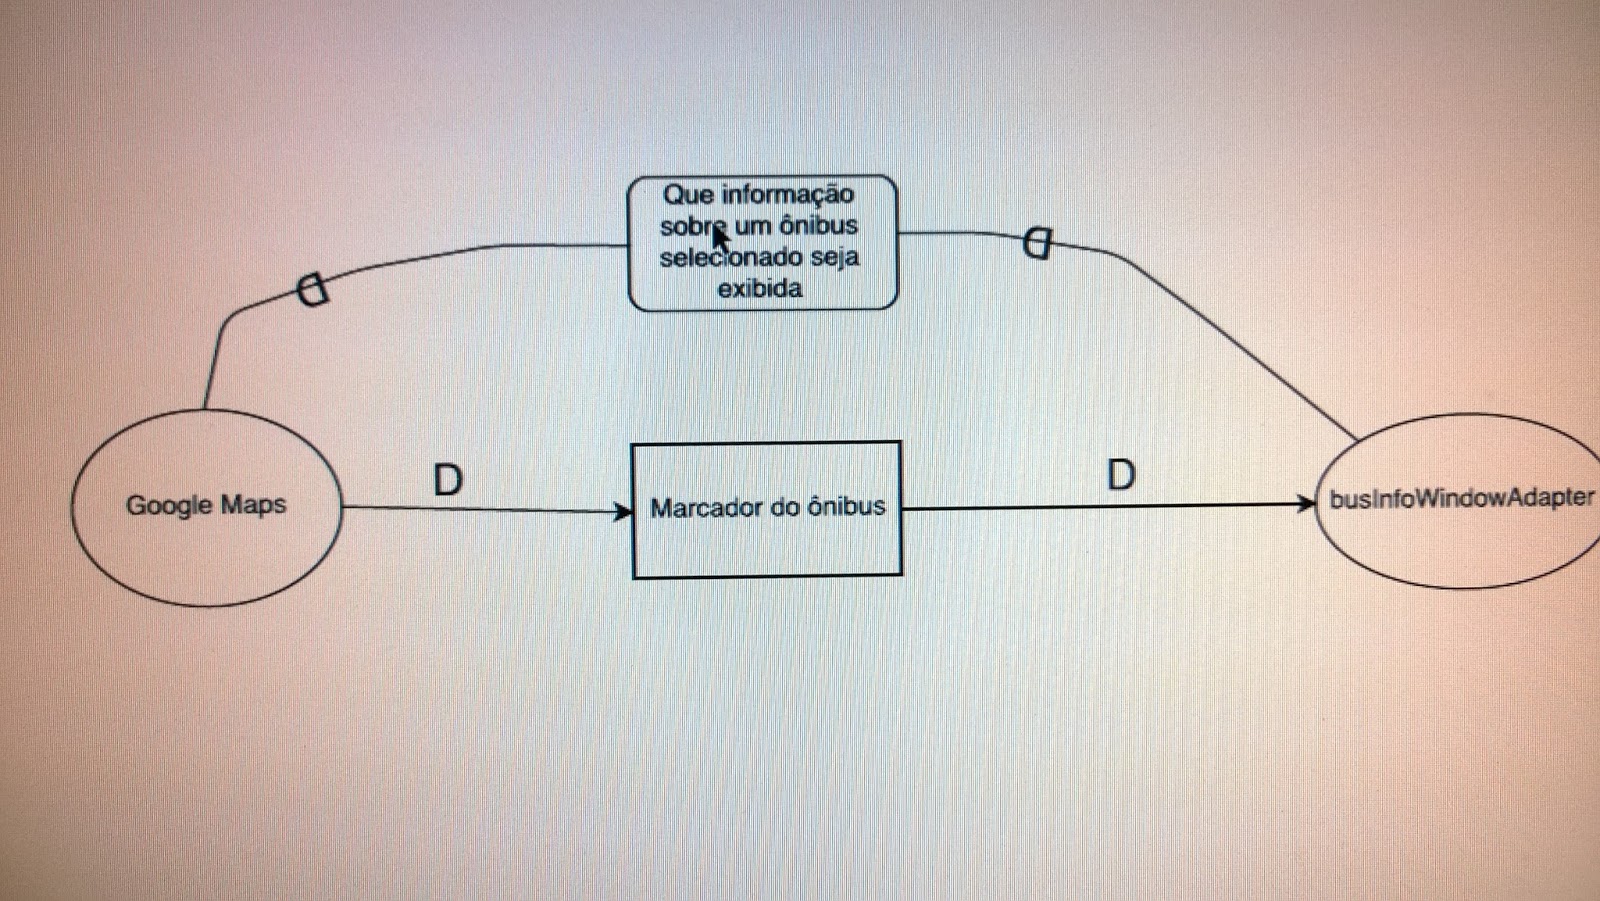 Que informação
sobre um ônibus
selecionado seja
exibida
D
D
Google Maps
D
Marcador do ônibus
D
busInfoWindowAdapter